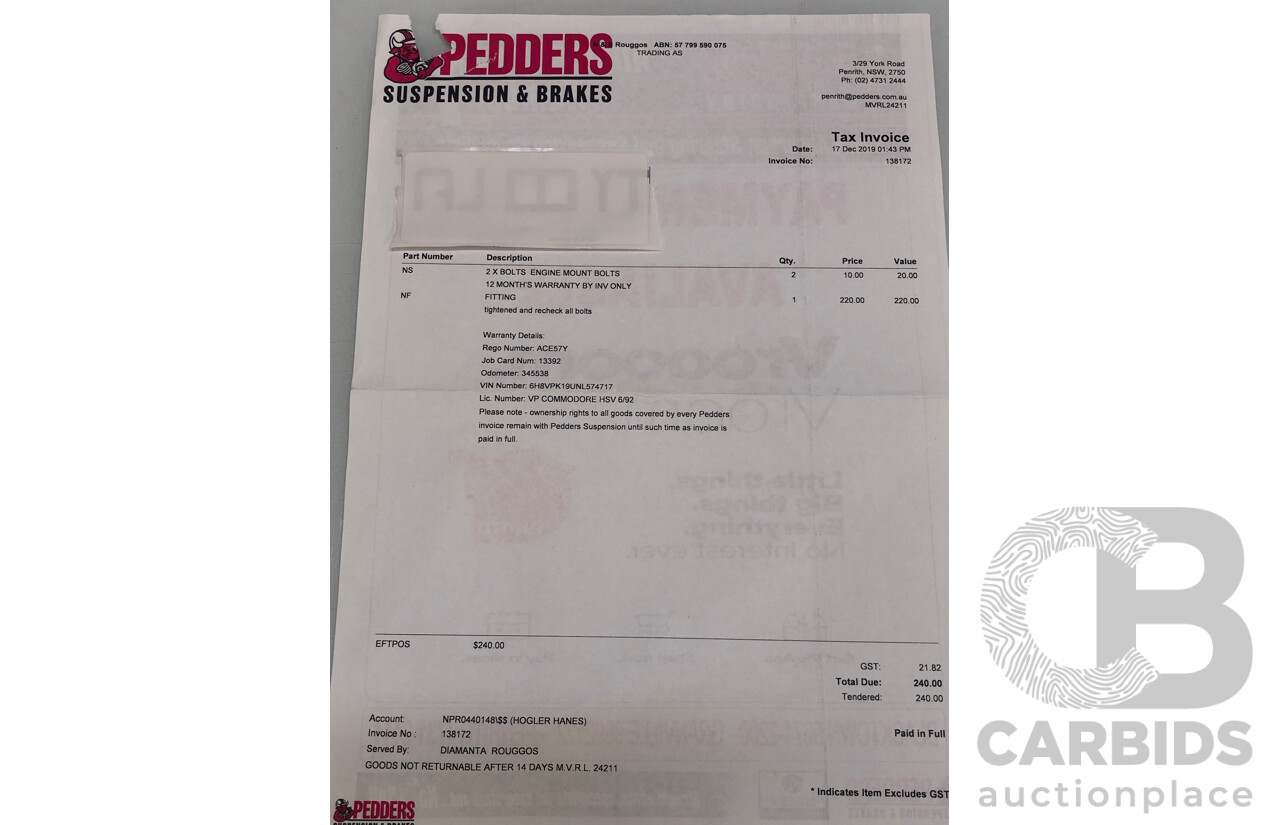 PEDDERS
SUSPENSION & BRAKES
Rouggos ABN: 57 799 590 075
TRADING AS
3/29 York Road
Penrith, NSW, 2750
Ph: (02) 4731 2444
penrith@pedders.com.au
MVRL24211
Tax Invoice
Date: 17 Dec 2019 01:43 PM
Invoice No: 138172
Part Number Description Qty. Price Value
NS 2 X BOLTS ENGINE MOUNT BOLTS 2 10.00 20.00
12 MONTH'S WARRANTY BY INV ONLY
NF FITTING 1 220.00 220.00
tightened and recheck all bolts
Warranty Details:
Rego Number: ACE57Y
Job Card Num: 13392
Odometer: 345538
VIN Number: 6H8VPK19UNL574717
Lic. Number: VP COMMODORE HSV 6/92
Please note - ownership rights to all goods covered by every Pedders
invoice remain with Pedders Suspension until such time as invoice is
paid in full.
Little things.
Big things.
Everything.
No interest ever.
EFTPOS $240.00
GST: 21.82
Total Due: 240.00
Tendered: 240.00
Account: NPR0440148\$$ (HOGLER HANES)
Invoice No : 138172
Paid in Full
Served By: DIAMANTA ROUGGOS
GOODS NOT RETURNABLE AFTER 14 DAYS M.V.R.L. 24211
* Indicates Item Excludes GST
PEDDERS
SUSPENSION & BRAKES
CB
CARBIDS
auctionplace